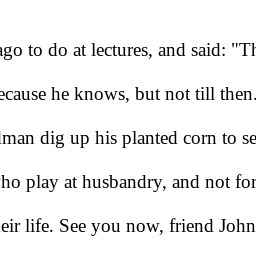 ago to do at lectures, and said: "Th
ecause he knows, but not till then.
lman dig up his planted corn to se
ho play at husbandry, and not for
eir life. See you now, friend John